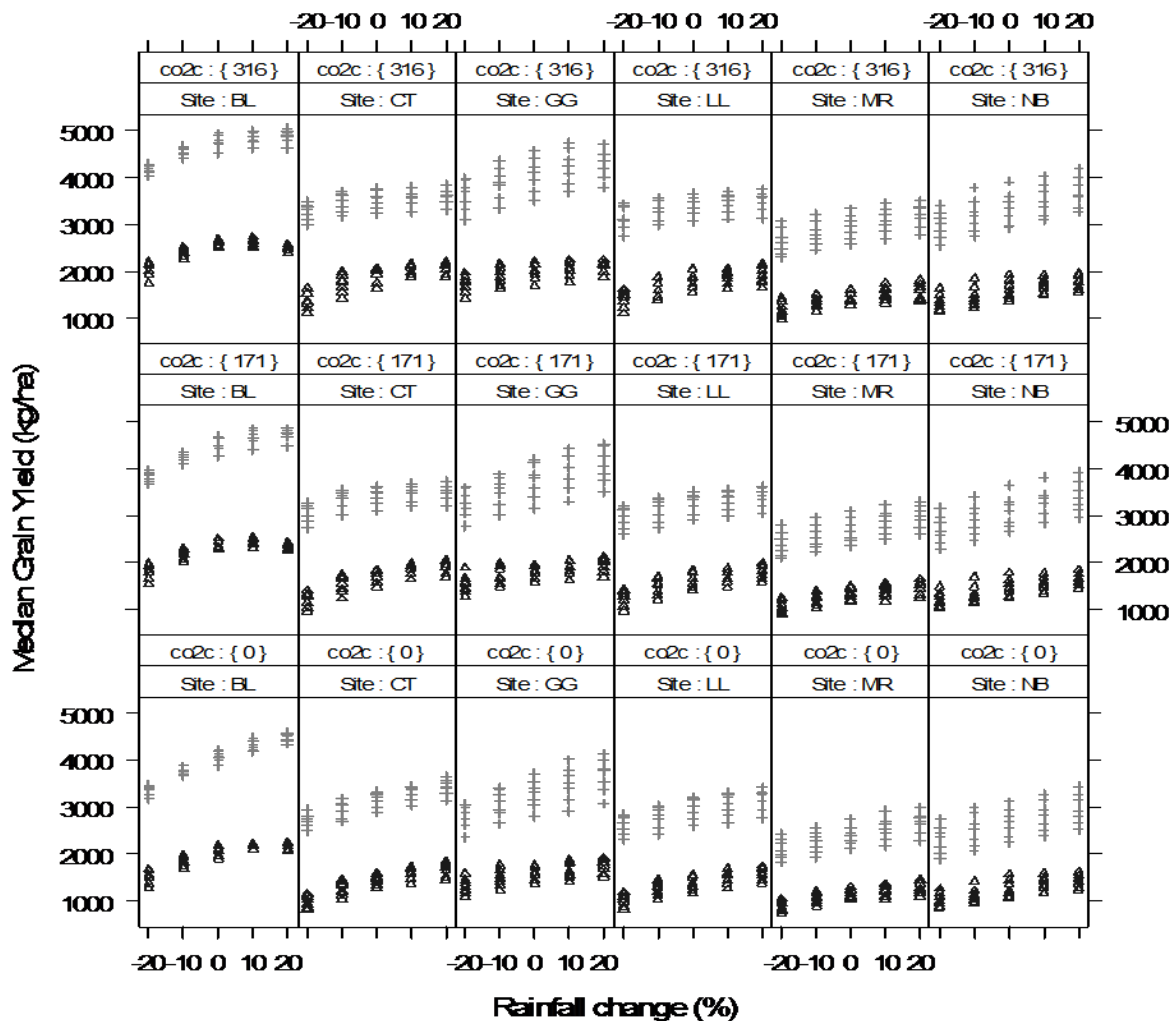 -20-10 0 10 20 -20-10 0 10 20 -20-10 0 10 20
co2c : { 316 } co2c : { 316 } co2c : { 316 } co2c : { 316 } co2c : { 316 } co2c : { 316 }
Site : BL Site : CT Site : GG Site : LL Site : MR Site : NB
5000
4000
3000
2000
1000
co2c : { 171 } co2c : { 171 } co2c : { 171 } co2c : { 171 } co2c : { 171 } co2c : { 171 }
Site : BL Site : CT Site : GG Site : LL Site : MR Site : NB
5000
4000
3000
2000
1000
co2c : { 0 } co2c : { 0 } co2c : { 0 } co2c : { 0 } co2c : { 0 } co2c : { 0 }
Site : BL Site : CT Site : GG Site : LL Site : MR Site : NB
5000
4000
3000
2000
1000
-20-10 0 10 20 -20-10 0 10 20 -20-10 0 10 20
Rainfall change (%)
Median Grain Yield (kg/ha)